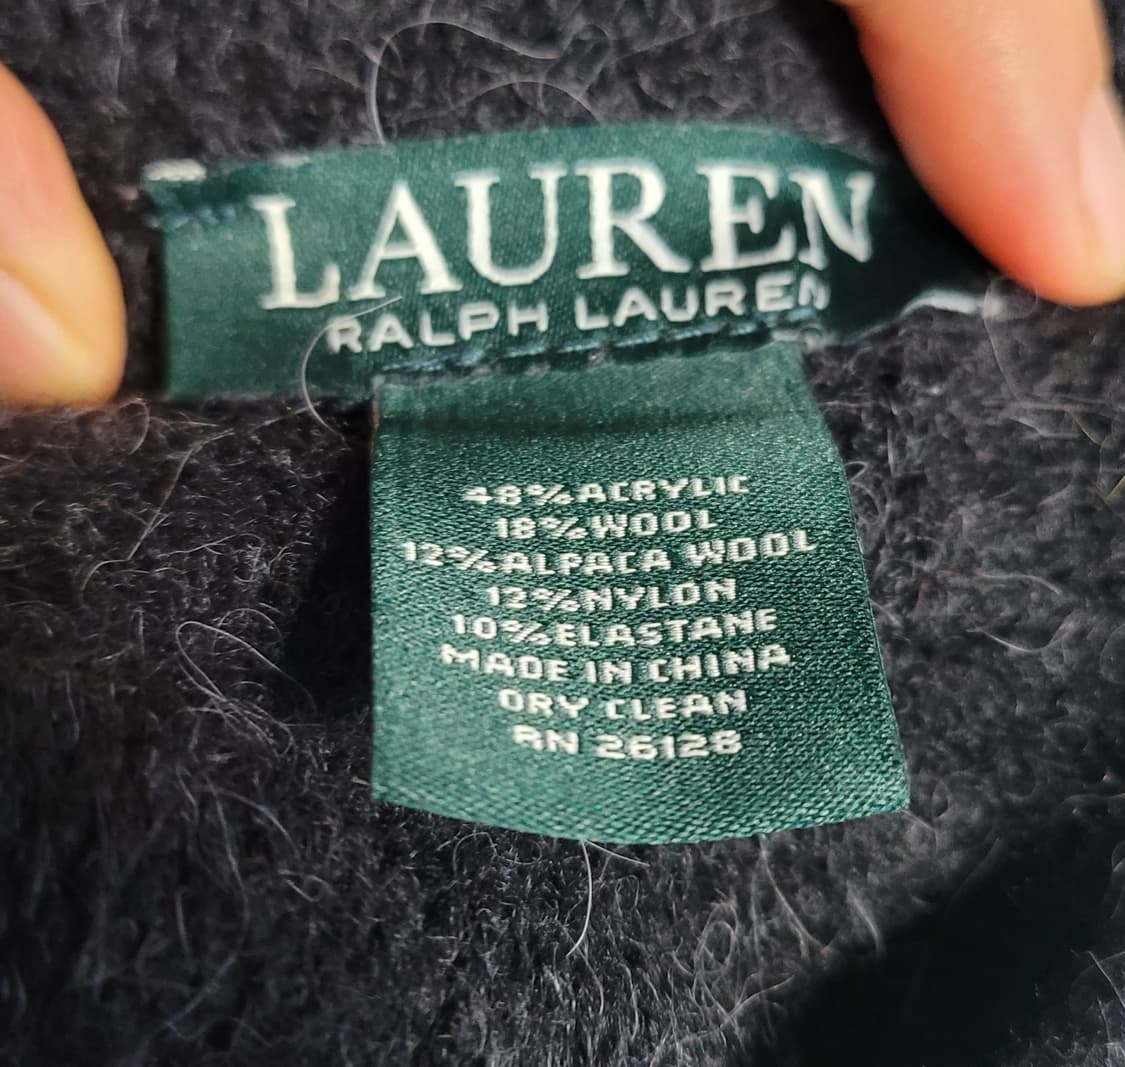 LAUREN
RALPH LAUREN
48% ACRYLIC
18% WOOL
12% ALPACA WOOL
12% NYLON
10% ELASTANE
MADE IN CHINA
DRY CLEAN
RN 26128